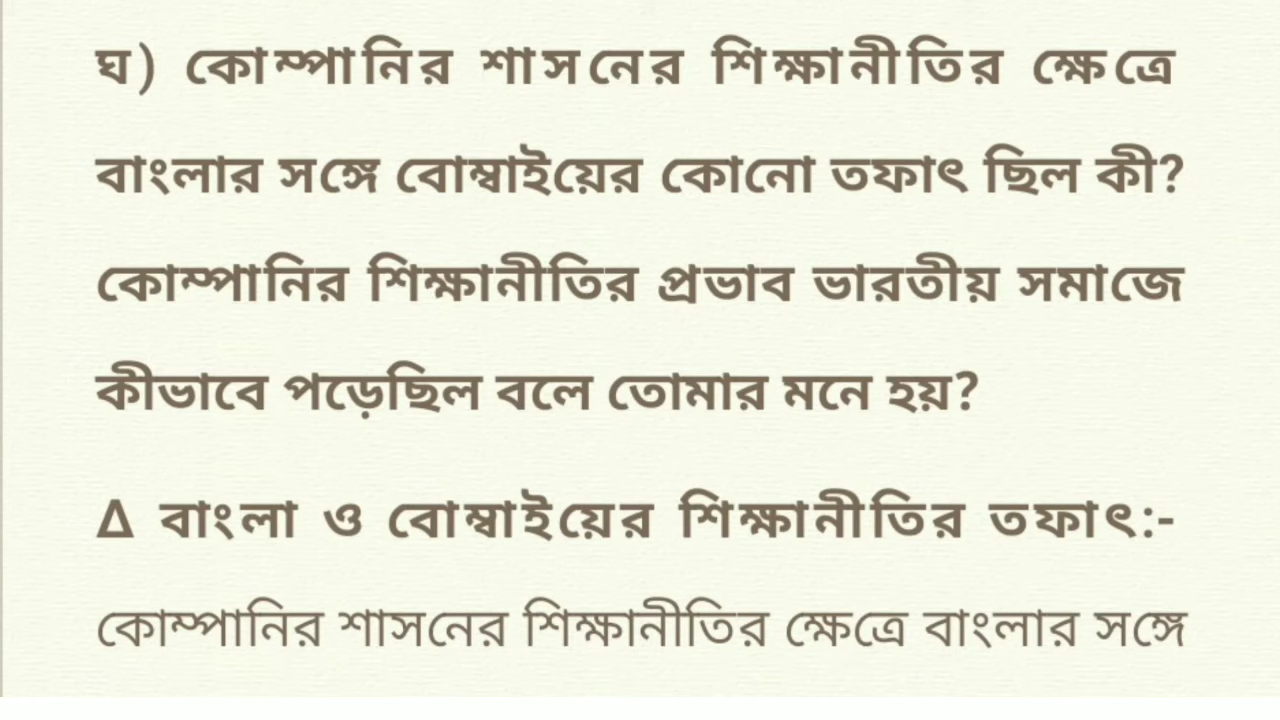 ঘ) কোম্পানির শাসনের শিক্ষানীতির ক্ষেত্রে
বাংলার সঙ্গে বোম্বাইয়ের কোনো তফাৎ ছিল কী?
কোম্পানির শিক্ষানীতির প্রভাব ভারতীয় সমাজে
কীভাবে পড়েছিল বলে তোমার মনে হয়?
Δ বাংলা ও বোম্বাইয়ের শিক্ষানীতির তফাৎ:-
কোম্পানির শাসনের শিক্ষানীতির ক্ষেত্রে বাংলার সঙ্গে